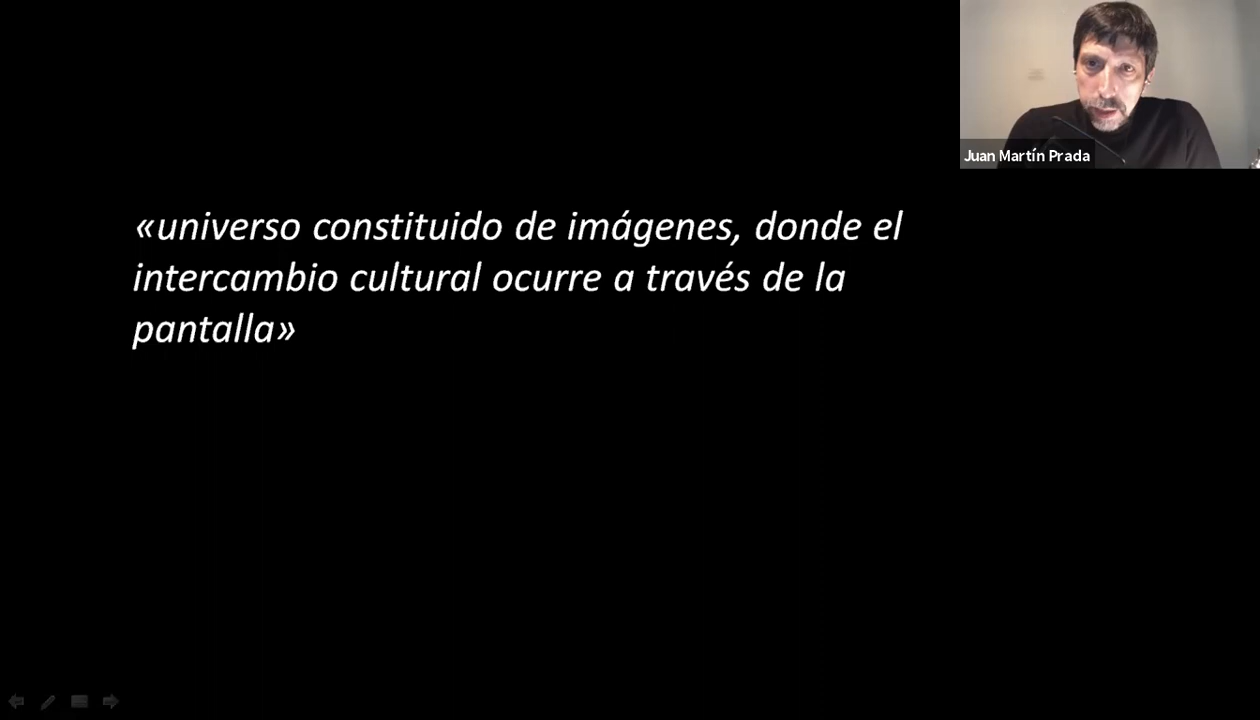 Juan Martín Prada
«universo constituido de imágenes, donde el
intercambio cultural ocurre a través de la
pantalla»